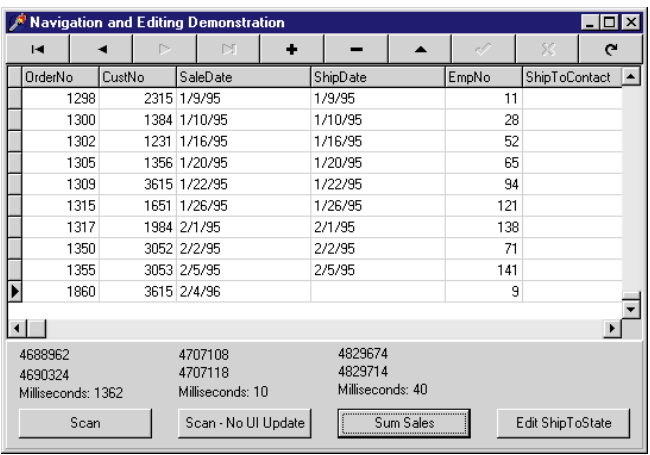 Navigation and Editing Demonstration
OrderNo CustNo SaleDate ShipDate EmpNo ShipToContact
1298 2315 1/9/95 1/9/95 11
1300 1384 1/10/95 1/10/95 28
1302 1231 1/16/95 1/16/95 52
1305 1356 1/20/95 1/20/95 65
1309 3615 1/22/95 1/22/95 94
1315 1651 1/26/95 1/26/95 121
1317 1984 2/1/95 2/1/95 138
1350 3052 2/2/95 2/2/95 71
1355 3053 2/5/95 2/5/95 141
1860 3615 2/4/96 9
4688962 4707108 4829674
4690324 4707118 4829714
Milliseconds: 1362 Milliseconds: 10 Milliseconds: 40
Scan Scan - No UI Update Sum Sales Edit ShipToState